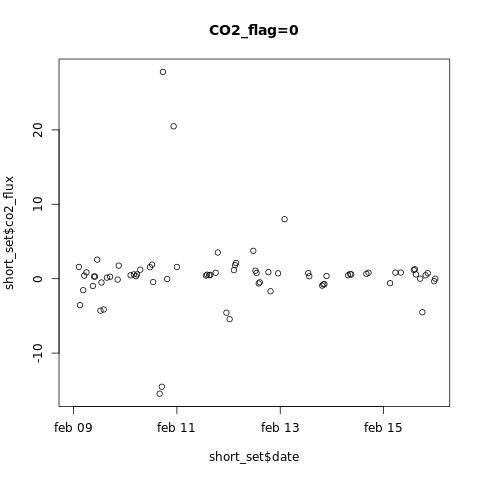 CO2_flag=0
short_set$co2_flux
20
10
0
-10
feb 09
feb 11
feb 13
feb 15
short_set$date